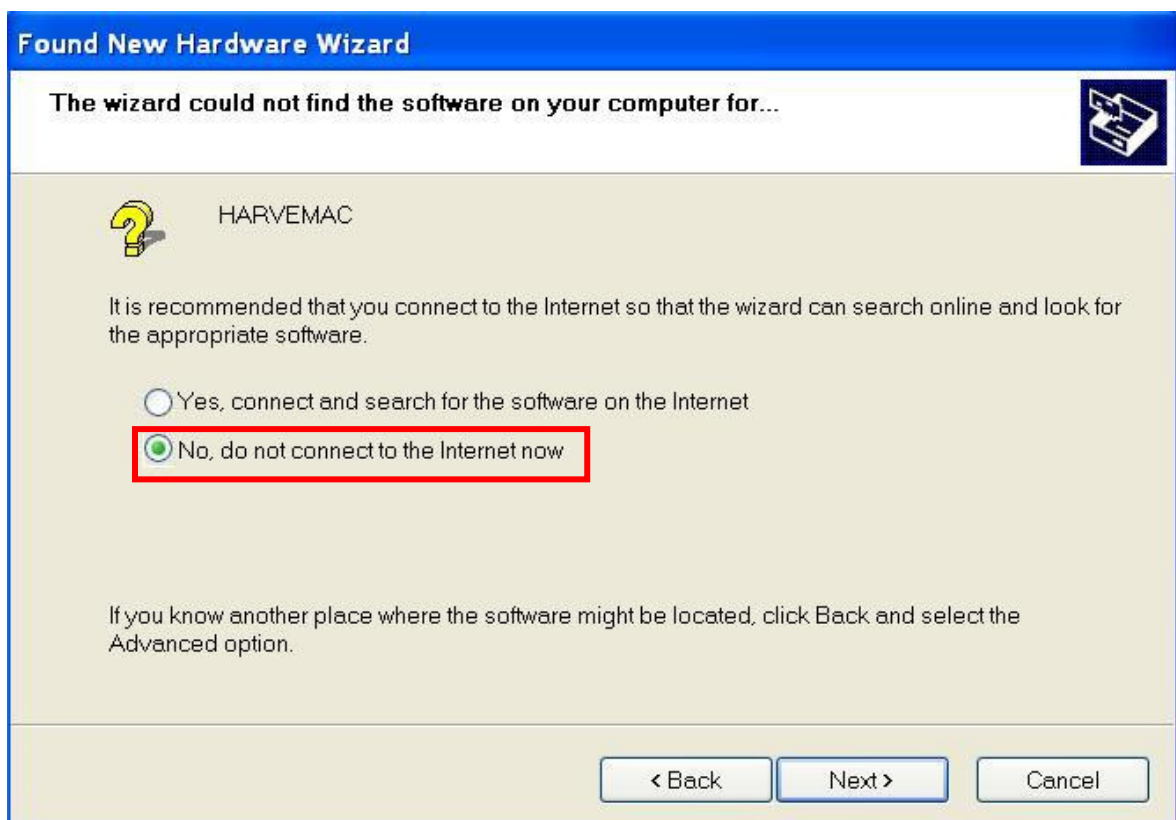 Found New Hardware Wizard
The wizard could not find the software on your computer for...
HARVEMAC
It is recommended that you connect to the Internet so that the wizard can search online and look for
the appropriate software.
Yes, connect and search for the software on the Internet
No, do not connect to the Internet now
If you know another place where the software might be located, click Back and select the
Advanced option.
< Back
Next >
Cancel